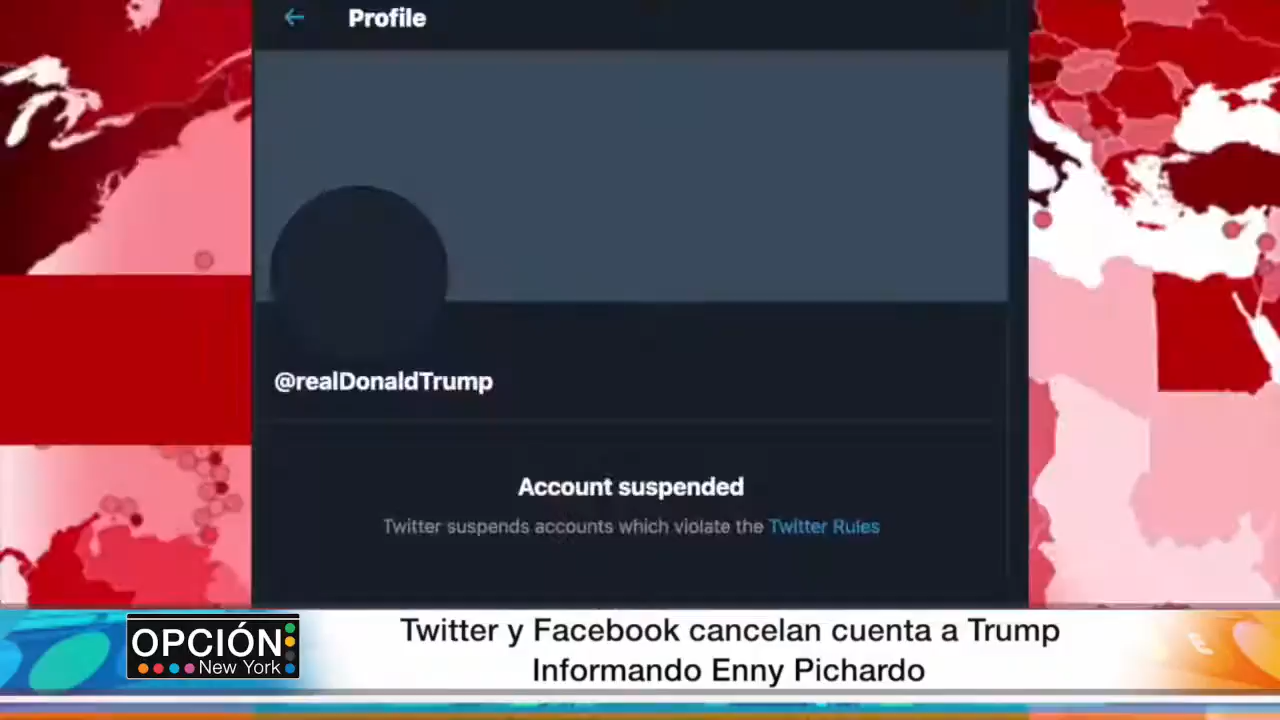 Profile
@realDonaldTrump
Account suspended
Twitter suspends accounts which violate the Twitter Rules
OPCIÓN
New York
Twitter y Facebook cancelan cuenta a Trump
Informando Enny Pichardo